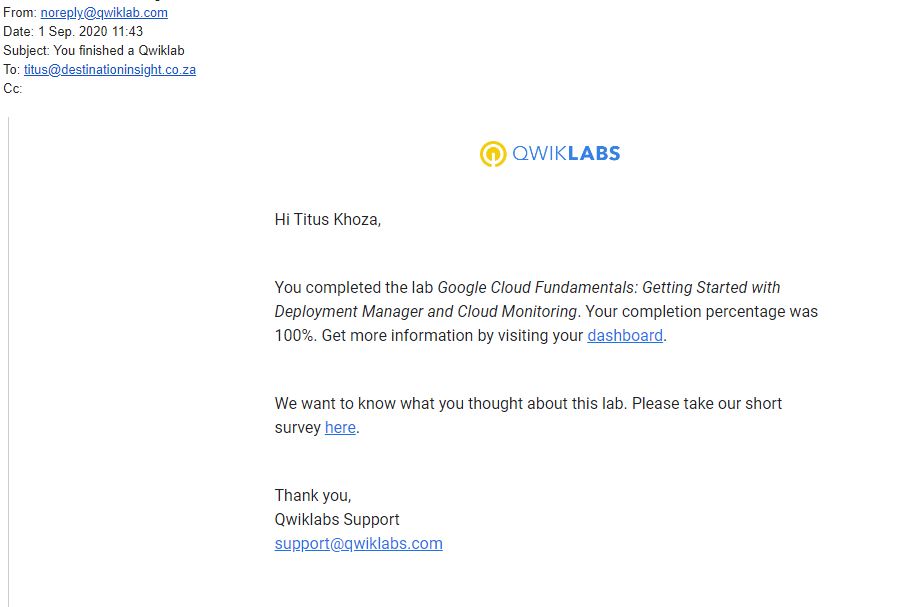 From: noreply@qwiklab.com
Date: 1 Sep. 2020 11:43
Subject: You finished a Qwiklab
To: titus@destinationinsight.co.za
Cc:
QWIKLABS
Hi Titus Khoza,
You completed the lab Google Cloud Fundamentals: Getting Started with
Deployment Manager and Cloud Monitoring. Your completion percentage was
100%. Get more information by visiting your dashboard.
We want to know what you thought about this lab. Please take our short
survey here.
Thank you,
Qwiklabs Support
support@qwiklabs.com